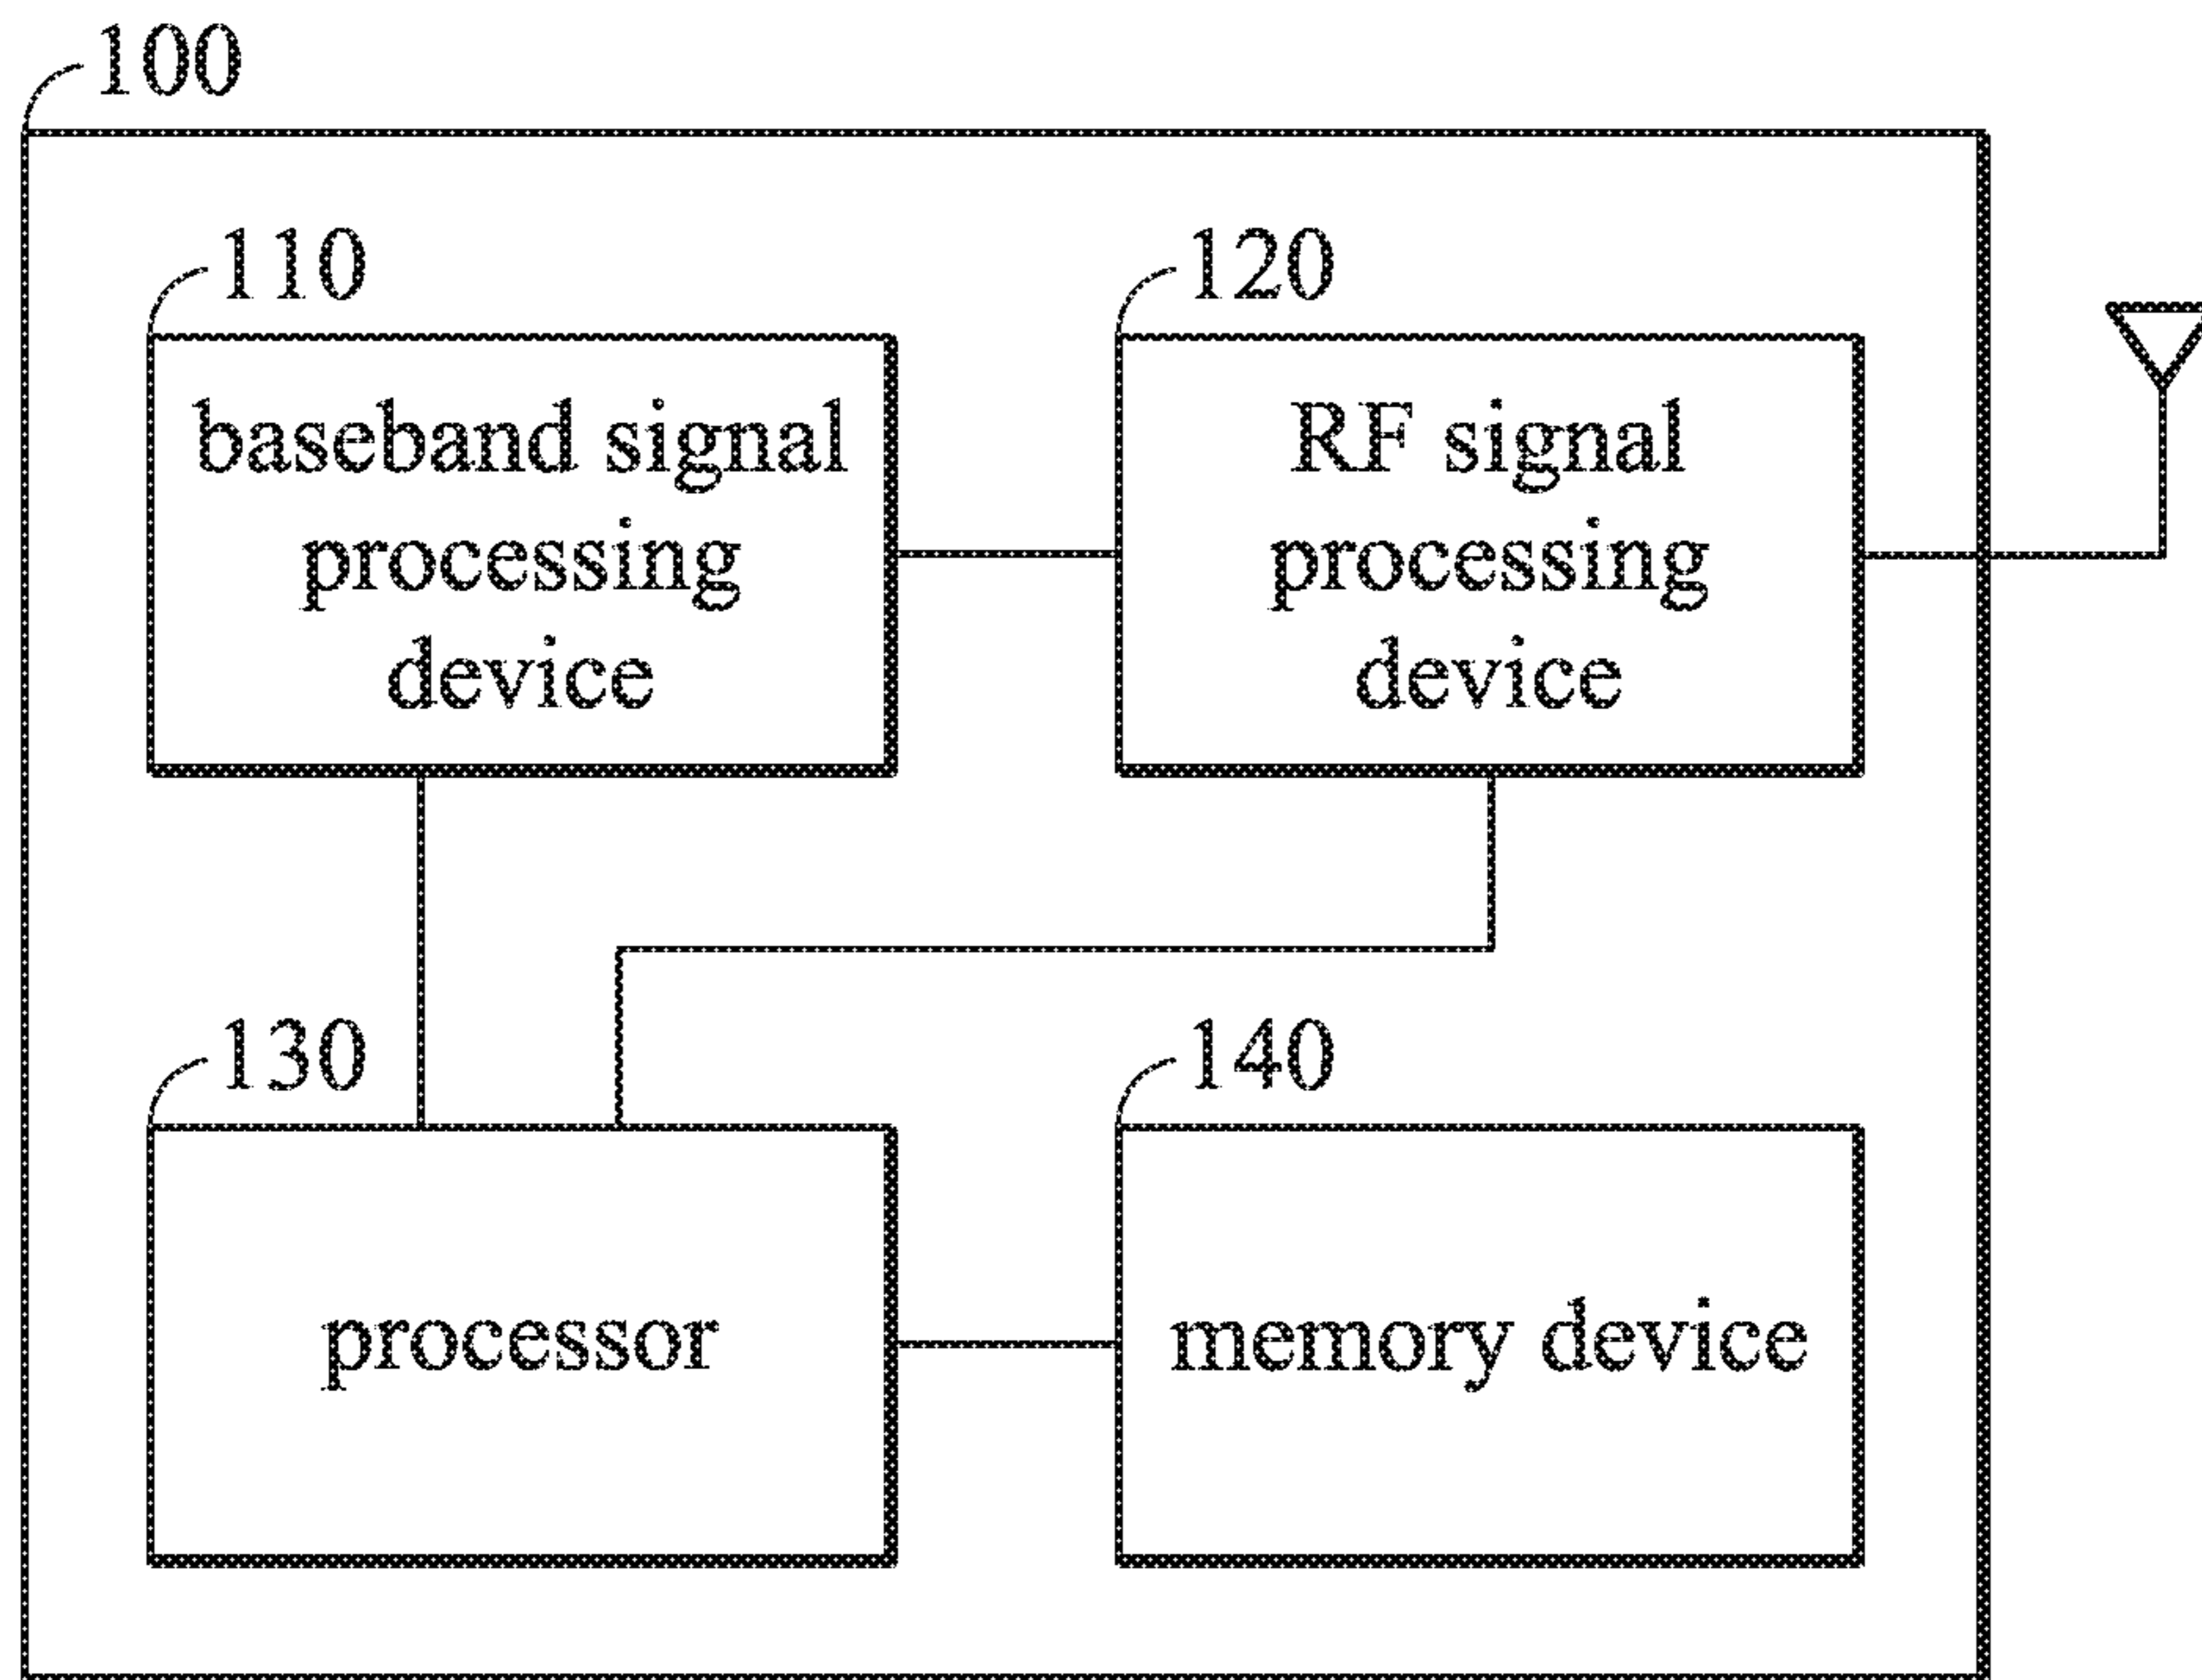 100
110
120
baseband signal
processing
device
RF signal
processing
device
130
140
processor
memory device